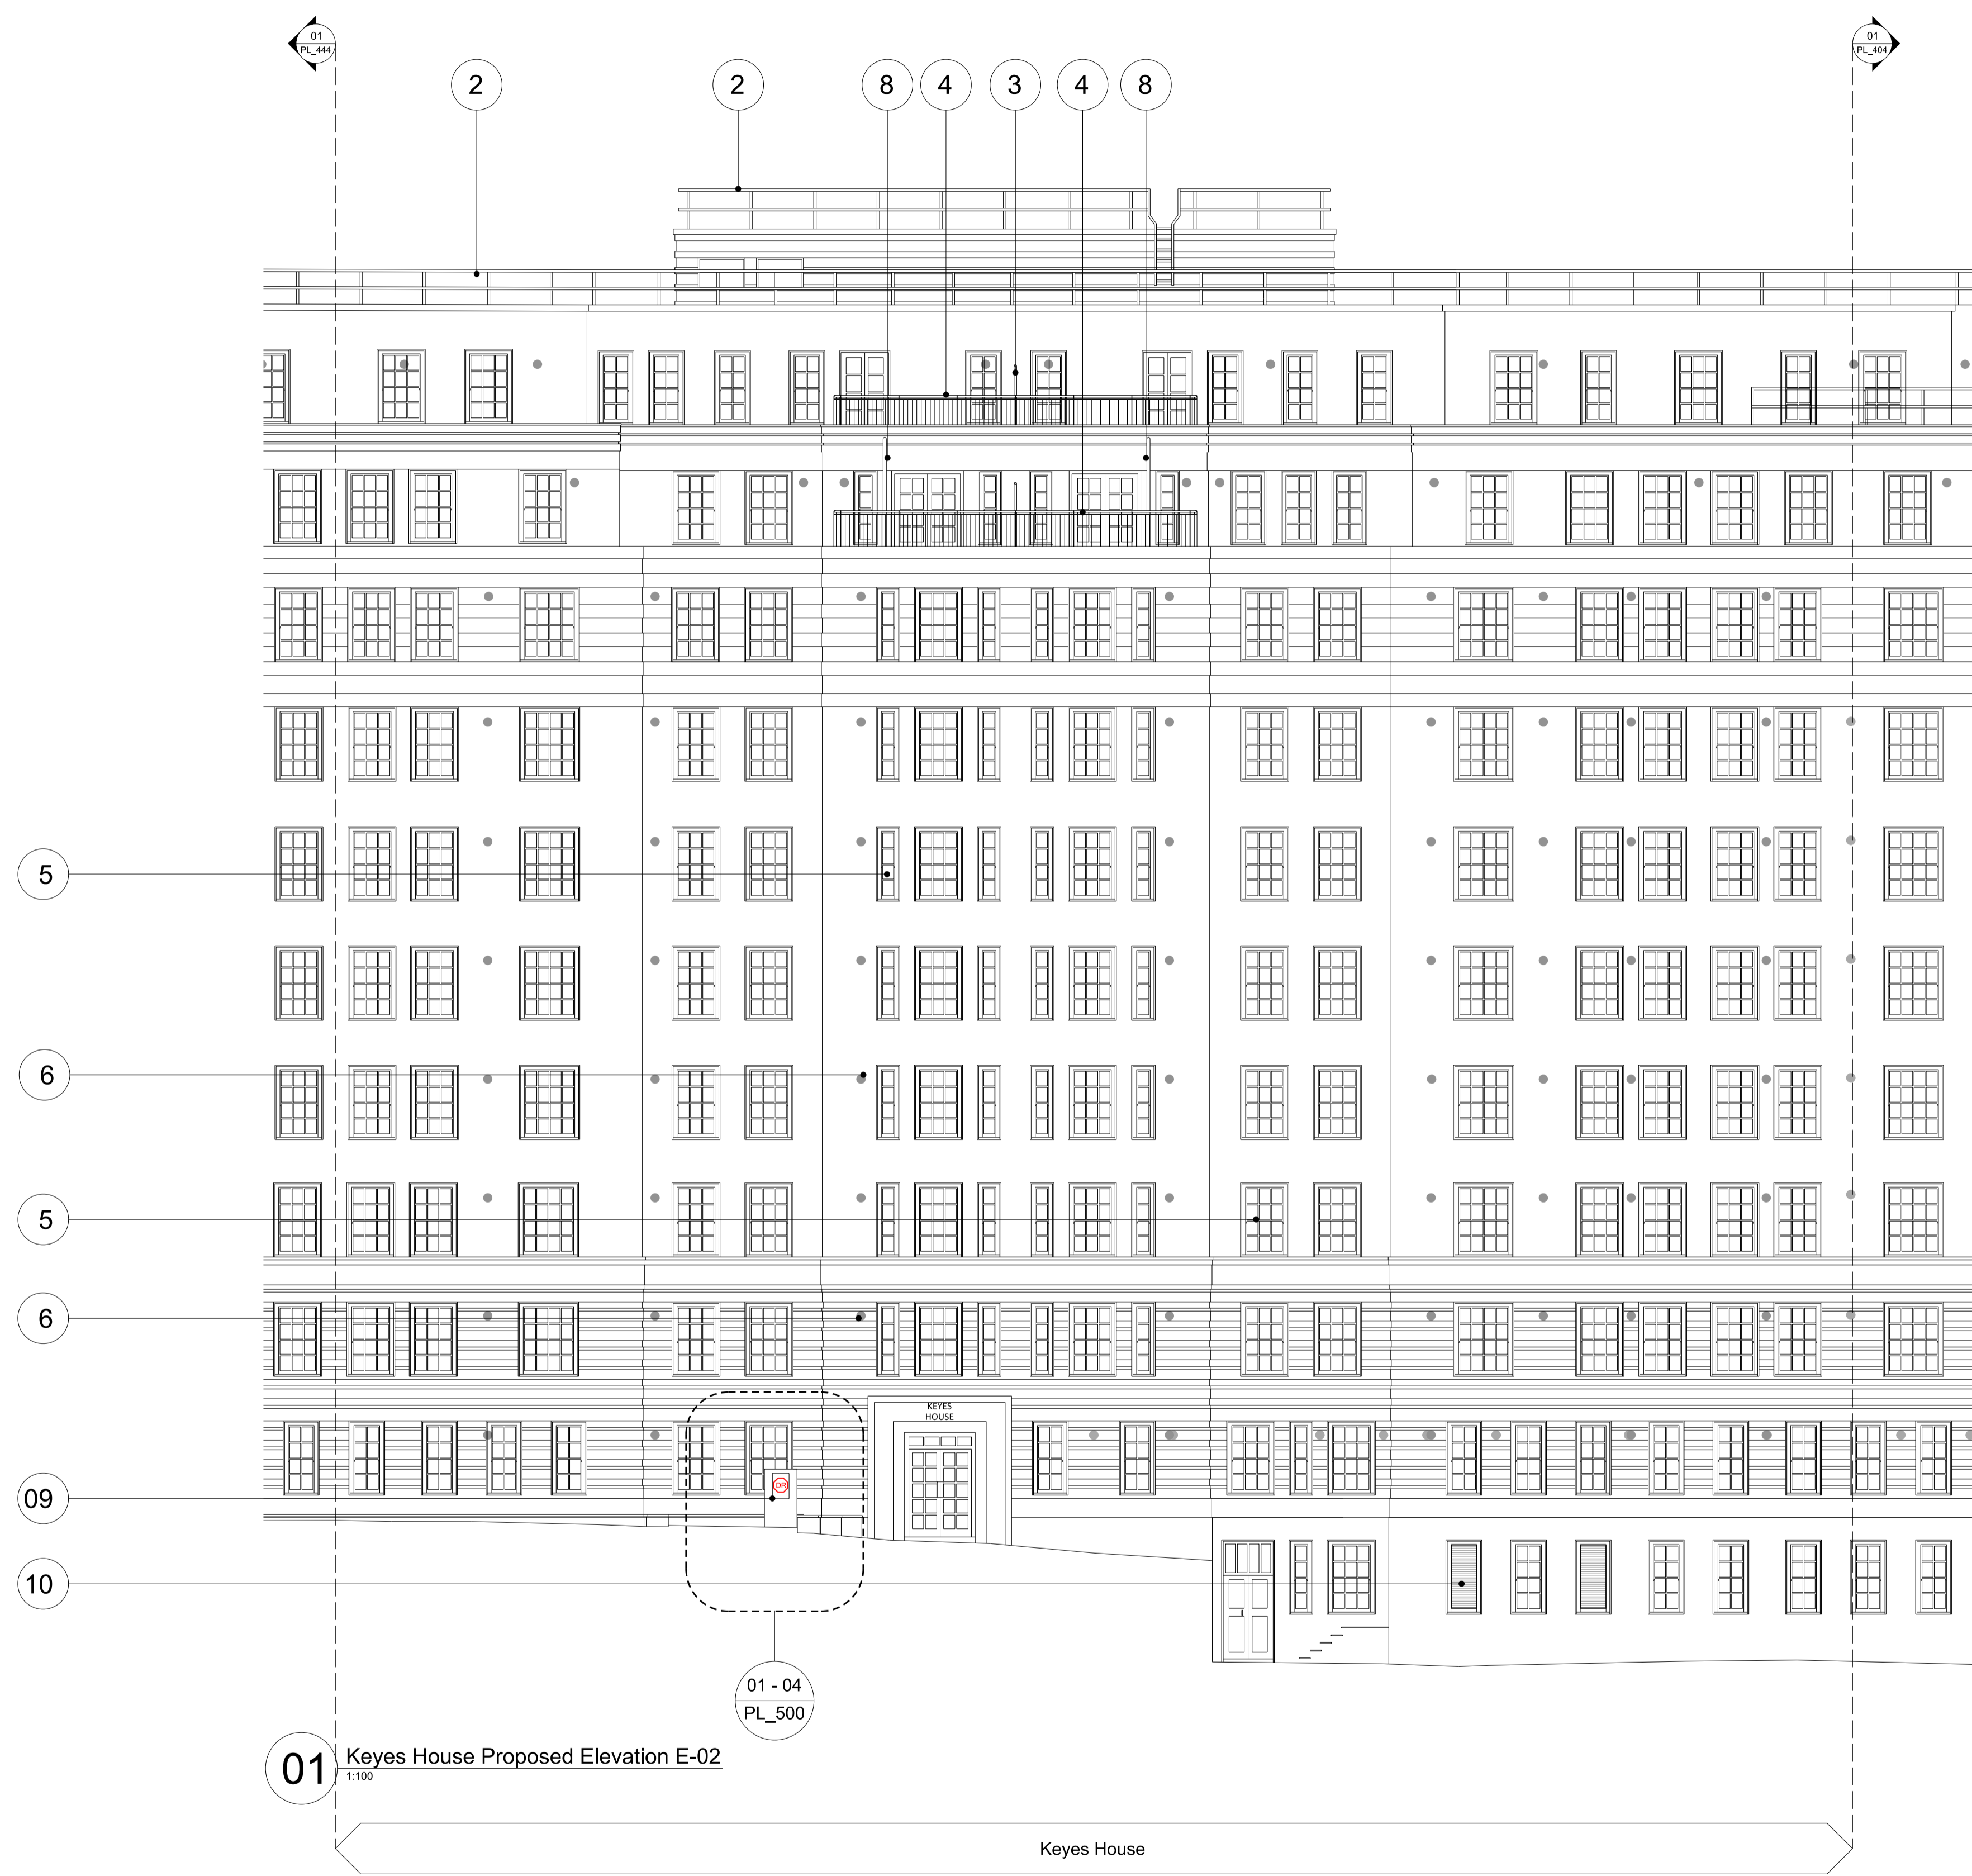 01
PL_444
01
PL_404
2
2
8
4
3
4
8
5
6
5
6
KEYES
HOUSE
09
DR
10
01 - 04
PL_500
01
Keyes House Proposed Elevation E-02
1:100
Keyes House